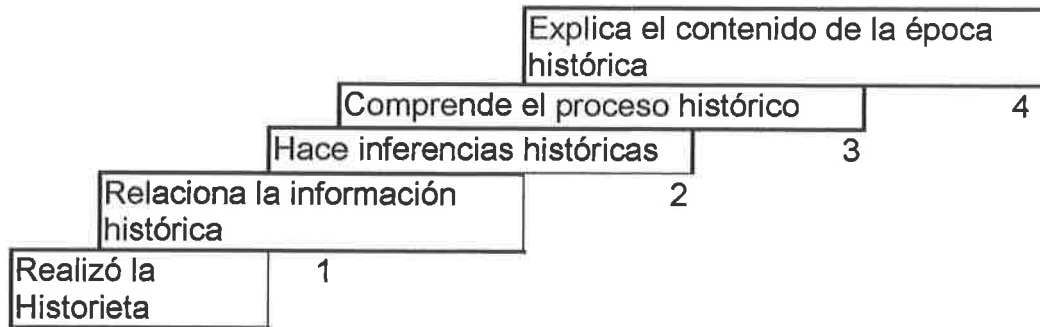 Explica el contenido de la época
histórica
Comprende el proceso histórico
4
Hace inferencias históricas
3
Relaciona la información
histórica
2
Realizó la
Historieta
1